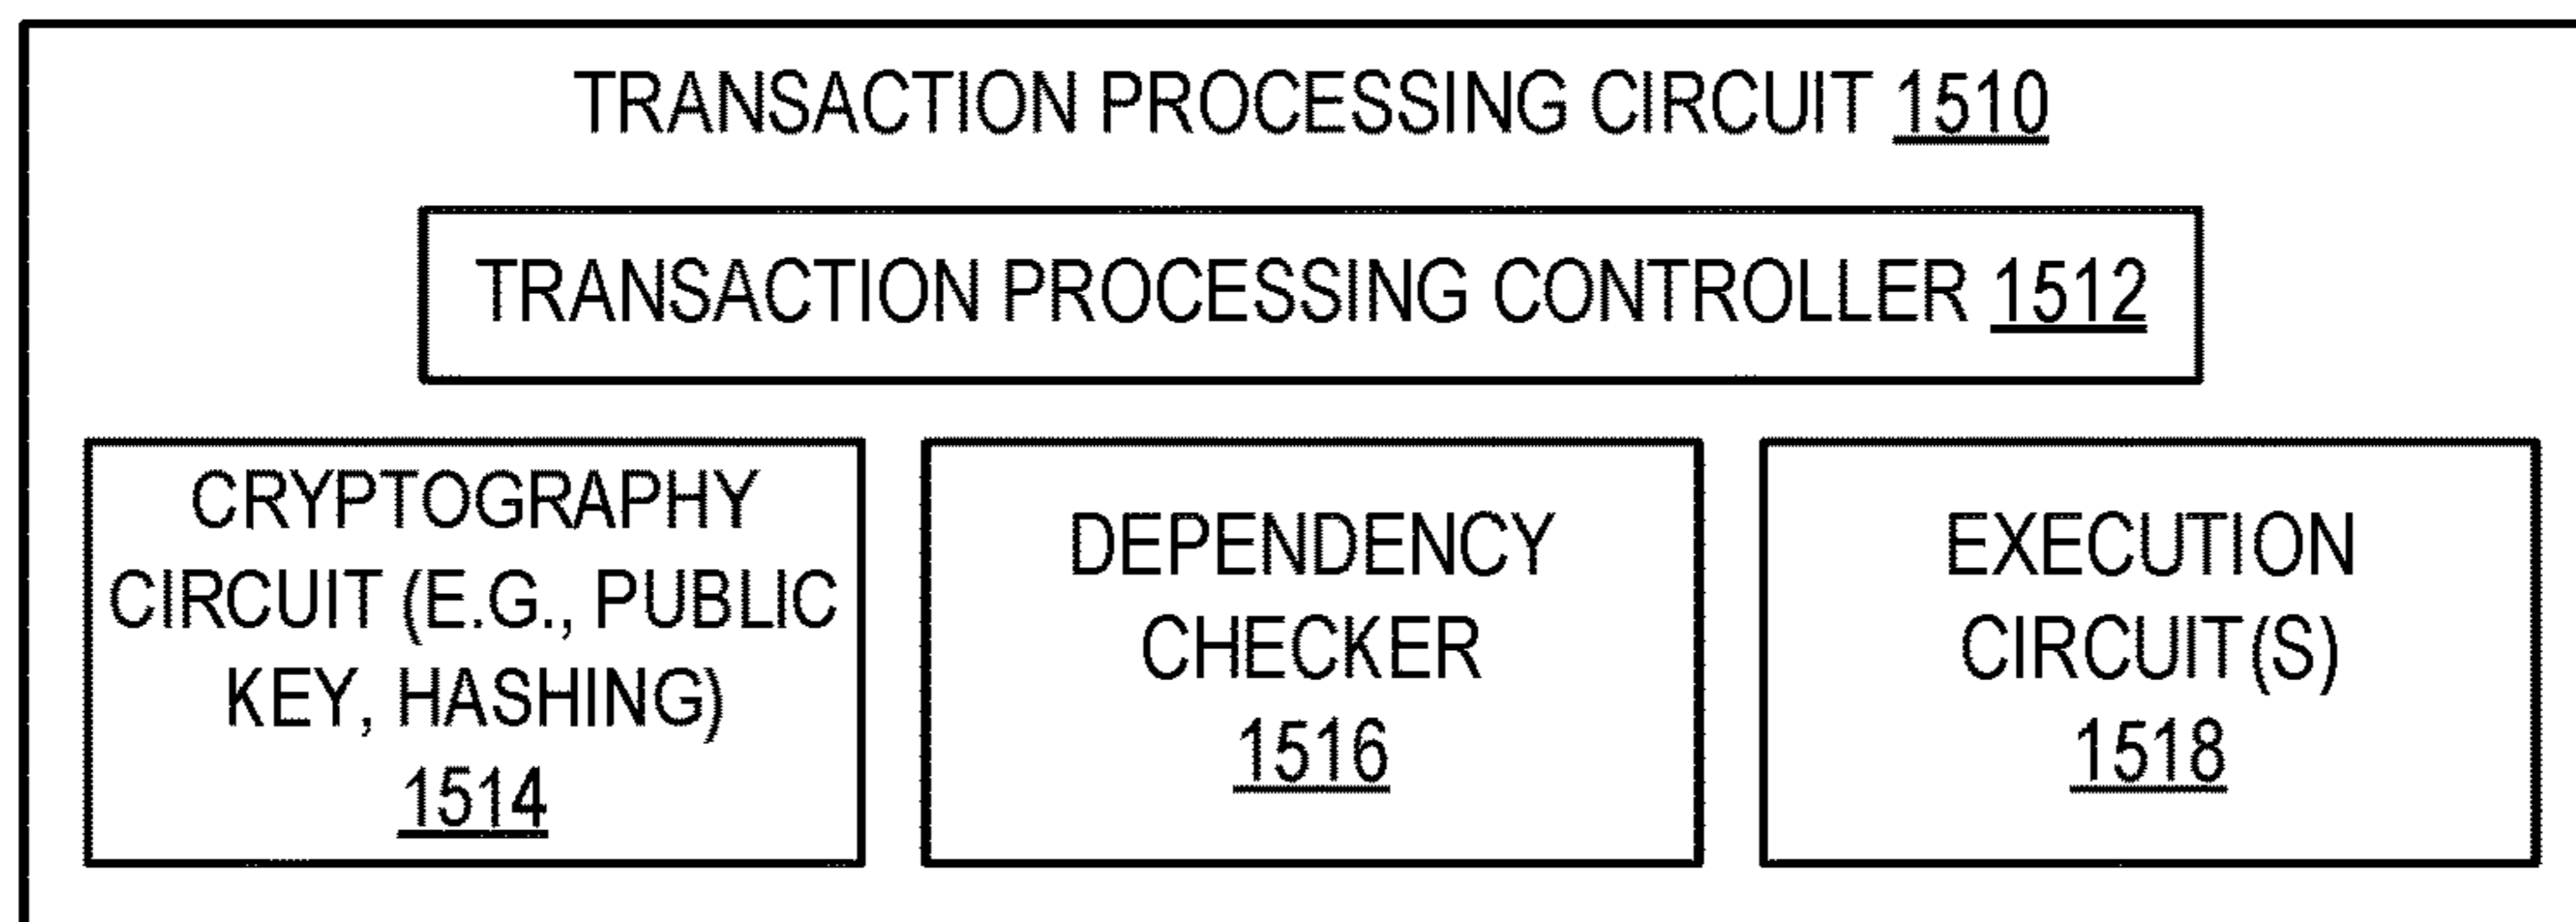 TRANSACTION PROCESSING CIRCUIT 1510
TRANSACTION PROCESSING CONTROLLER 1512
CRYPTOGRAPHY
CIRCUIT (E.G., PUBLIC
KEY, HASHING)
1514
DEPENDENCY
CHECKER
1516
EXECUTION
CIRCUIT(S)
1518